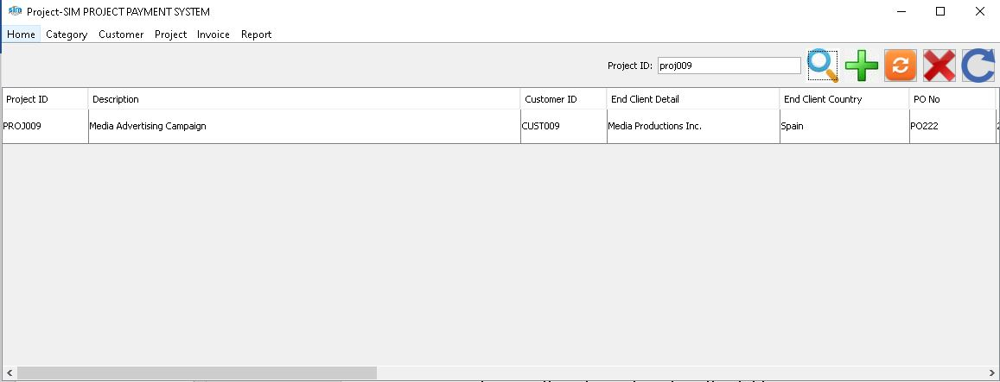 sim Project-SIM PROJECT PAYMENT SYSTEM
Home Category Customer Project Invoice Report
Project ID: proj009
Project ID Description Customer ID End Client Detail End Client Country PO No
PROJ009 Media Advertising Campaign CUST009 Media Productions Inc. Spain PO222